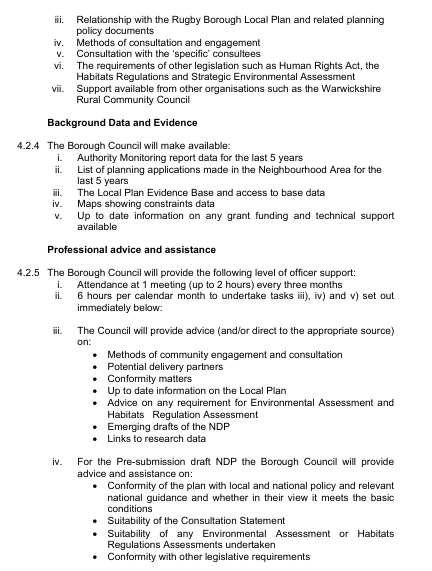 iii. Relationship with the Rugby Borough Local Plan and related planning
policy documents
iv. Methods of consultation and engagement
v. Consultation with the 'specific' consultees
vi. The requirements of other legislation such as Human Rights Act, the
Habitats Regulations and Strategic Environmental Assessment
vii. Support available from other organisations such as the Warwickshire
Rural Community Council
Background Data and Evidence
4.2.4 The Borough Council will make available:
i. Authority Monitoring report data for the last 5 years
ii. List of planning applications made in the Neighbourhood Area for the
last 5 years
iii. The Local Plan Evidence Base and access to base data
iv. Maps showing constraints data
v. Up to date information on any grant funding and technical support
available
Professional advice and assistance
4.2.5 The Borough Council will provide the following level of officer support:
i. Attendance at 1 meeting (up to 2 hours) every three months
ii. 6 hours per calendar month to undertake tasks iii), iv) and v) set out
immediately below:
iii. The Council will provide advice (and/or direct to the appropriate source)
on:
• Methods of community engagement and consultation
• Potential delivery partners
• Conformity matters
• Up to date information on the Local Plan
• Advice on any requirement for Environmental Assessment and
Habitats Regulation Assessment
• Emerging drafts of the NDP
• Links to research data
iv. For the Pre-submission draft NDP the Borough Council will provide
advice and assistance on:
• Conformity of the plan with local and national policy and relevant
national guidance and whether in their view it meets the basic
conditions
• Suitability of the Consultation Statement
• Suitability of any Environmental Assessment or Habitats
Regulations Assessments undertaken
• Conformity with other legislative requirements